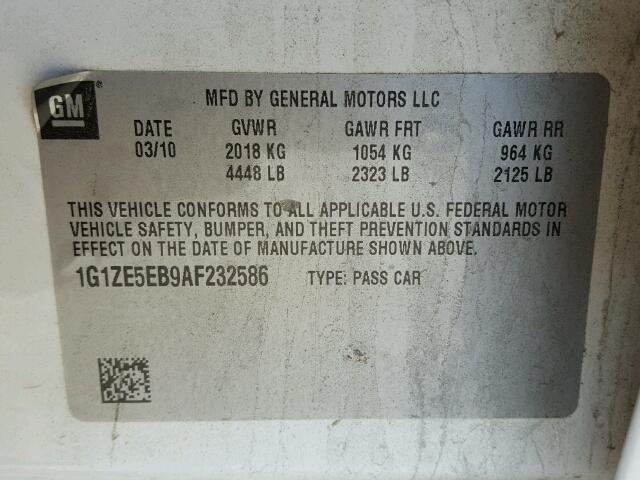 GM ®
MFD BY GENERAL MOTORS LLC
DATE GVWR GAWR FRT GAWR RR
03/10 2018 KG 1054 KG 964 KG
4448 LB 2323 LB 2125 LB
THIS VEHICLE CONFORMS TO ALL APPLICABLE U.S. FEDERAL MOTOR
VEHICLE SAFETY, BUMPER, AND THEFT PREVENTION STANDARDS IN
EFFECT ON THE DATE OF MANUFACTURE SHOWN ABOVE.
1G1ZE5EB9AF232586 TYPE: PASS CAR